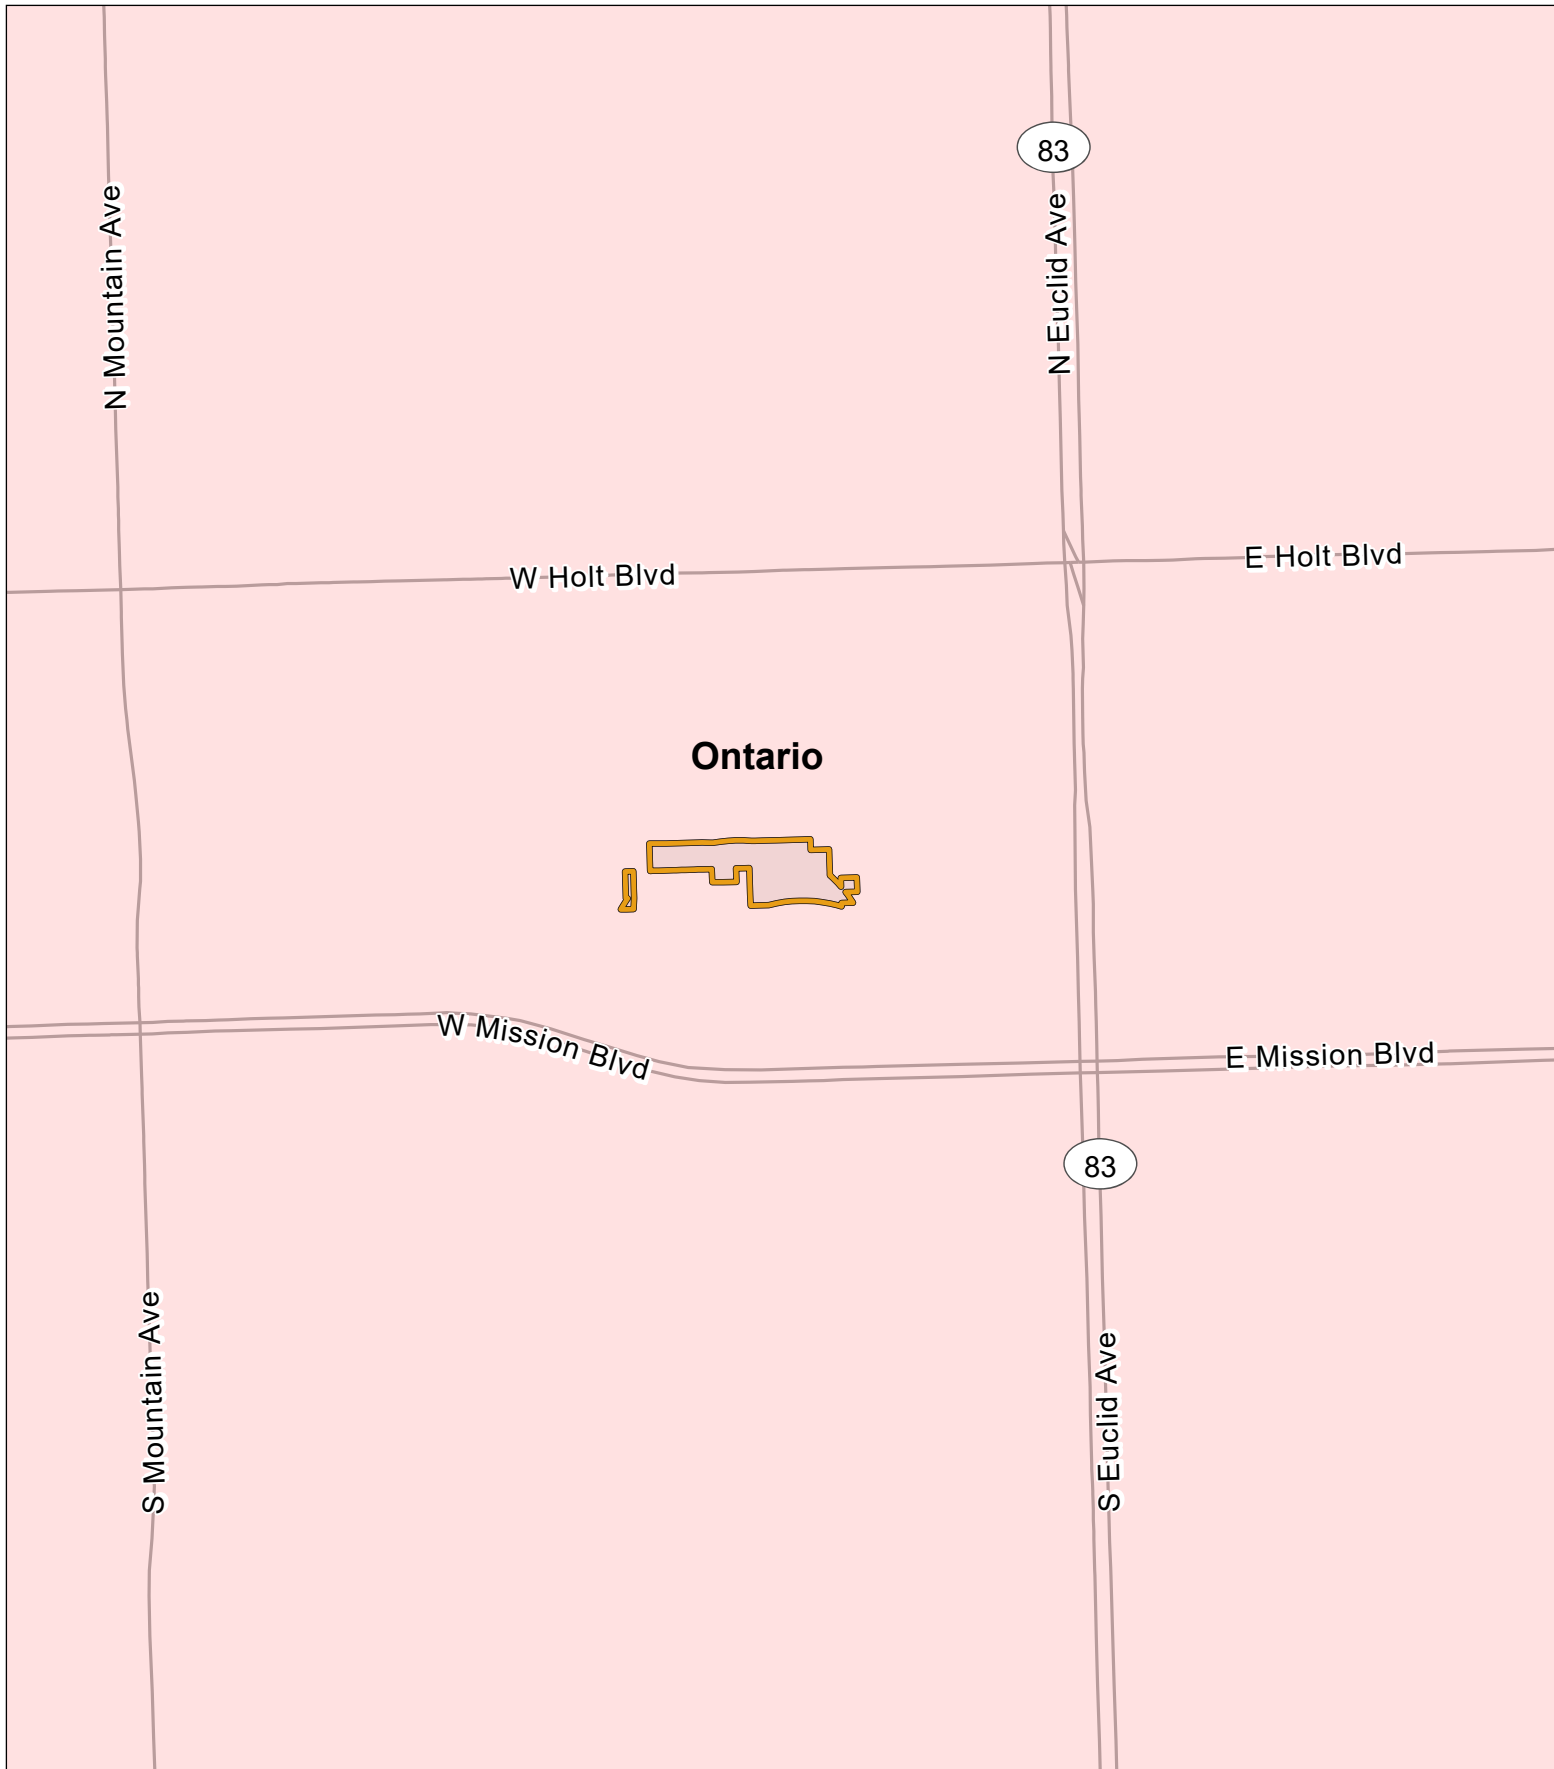 83
N Mountain Ave
N Euclid Ave
W Holt Blvd
E Holt Blvd
Ontario
W Mission Blvd
E Mission Blvd
83
S Mountain Ave
S Euclid Ave